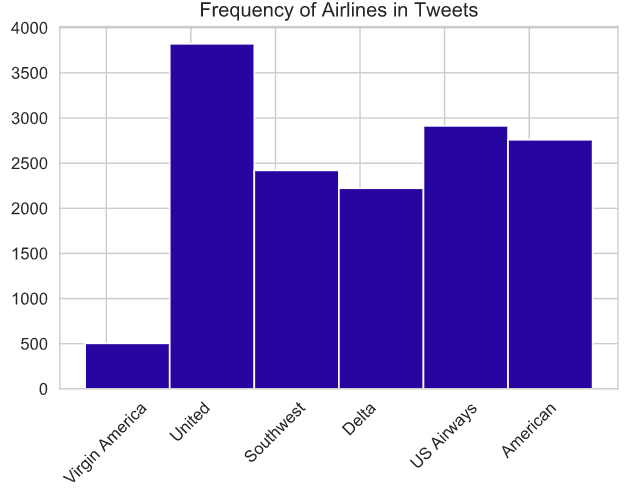 Frequency of Airlines in Tweets
4000
3500
3000
2500
2000
1500
1000
500
0
Virgin America
United
Southwest
Delta
US Airways
American